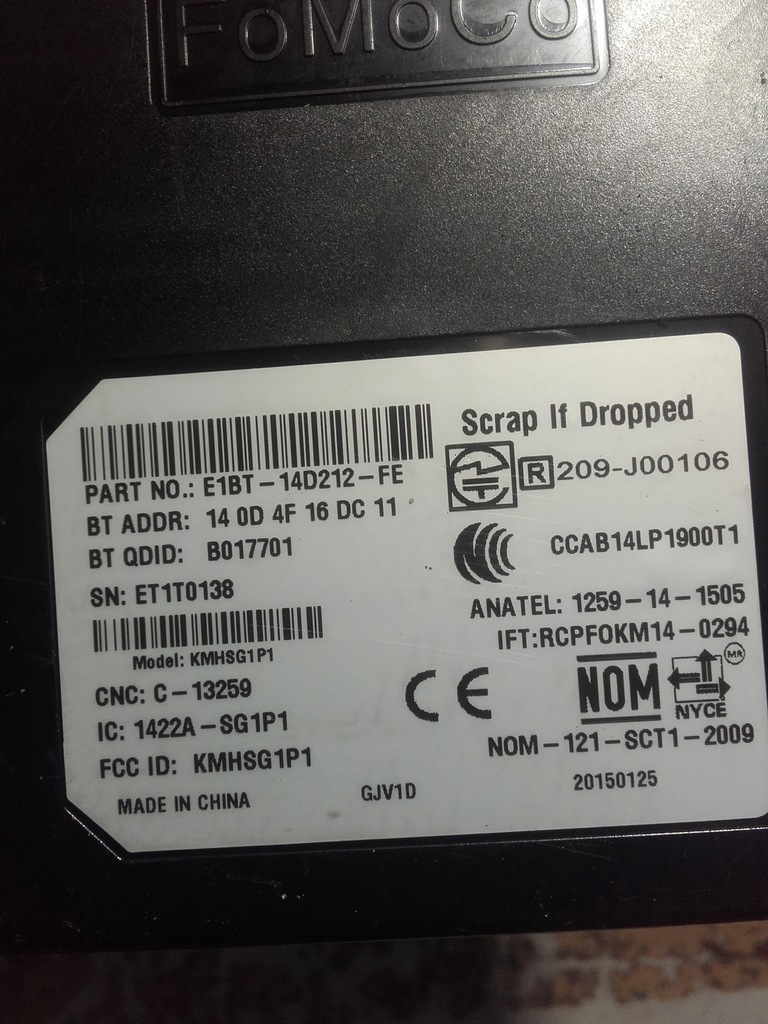 FoMoCo
Scrap If Dropped
PART NO.: E1BT-14D212-FE
R 209-J00106
BT ADDR: 14 0D 4F 16 DC 11
BT QDID: B017701
CCAB14LP1900T1
SN: ET1T0138
ANATEL: 1259-14-1505
IFT:RCPFOKM14-0294
Model: KMHSG1P1
CNC: C-13259
CE
NOM
MR
NYCE
IC: 1422A-SG1P1
NOM-121-SCT1-2009
FCC ID: KMHSG1P1
20150125
MADE IN CHINA
GJV1D